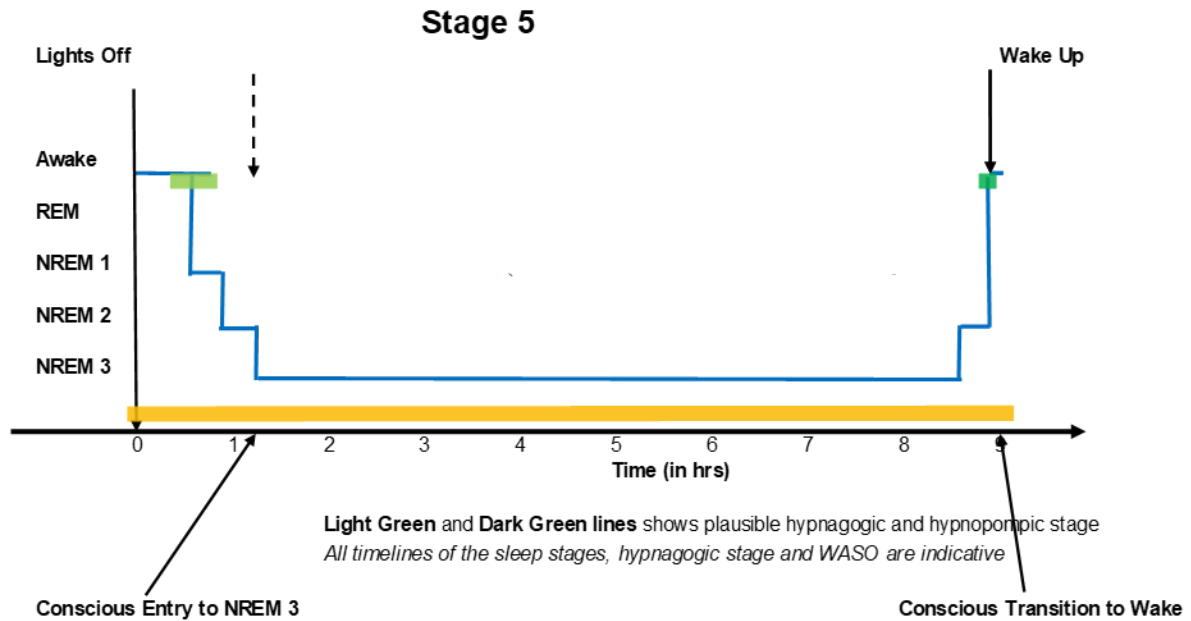 Stage 5
Lights Off
Wake Up
Awake
REM
NREM 1
NREM 2
NREM 3
0 1 2 3 4 5 6 7 8 9
Time (in hrs)
Light Green and Dark Green lines shows plausible hypnagogic and hypnopompic stage
All timelines of the sleep stages, hypnagogic stage and WASO are indicative
Conscious Entry to NREM 3
Conscious Transition to Wake